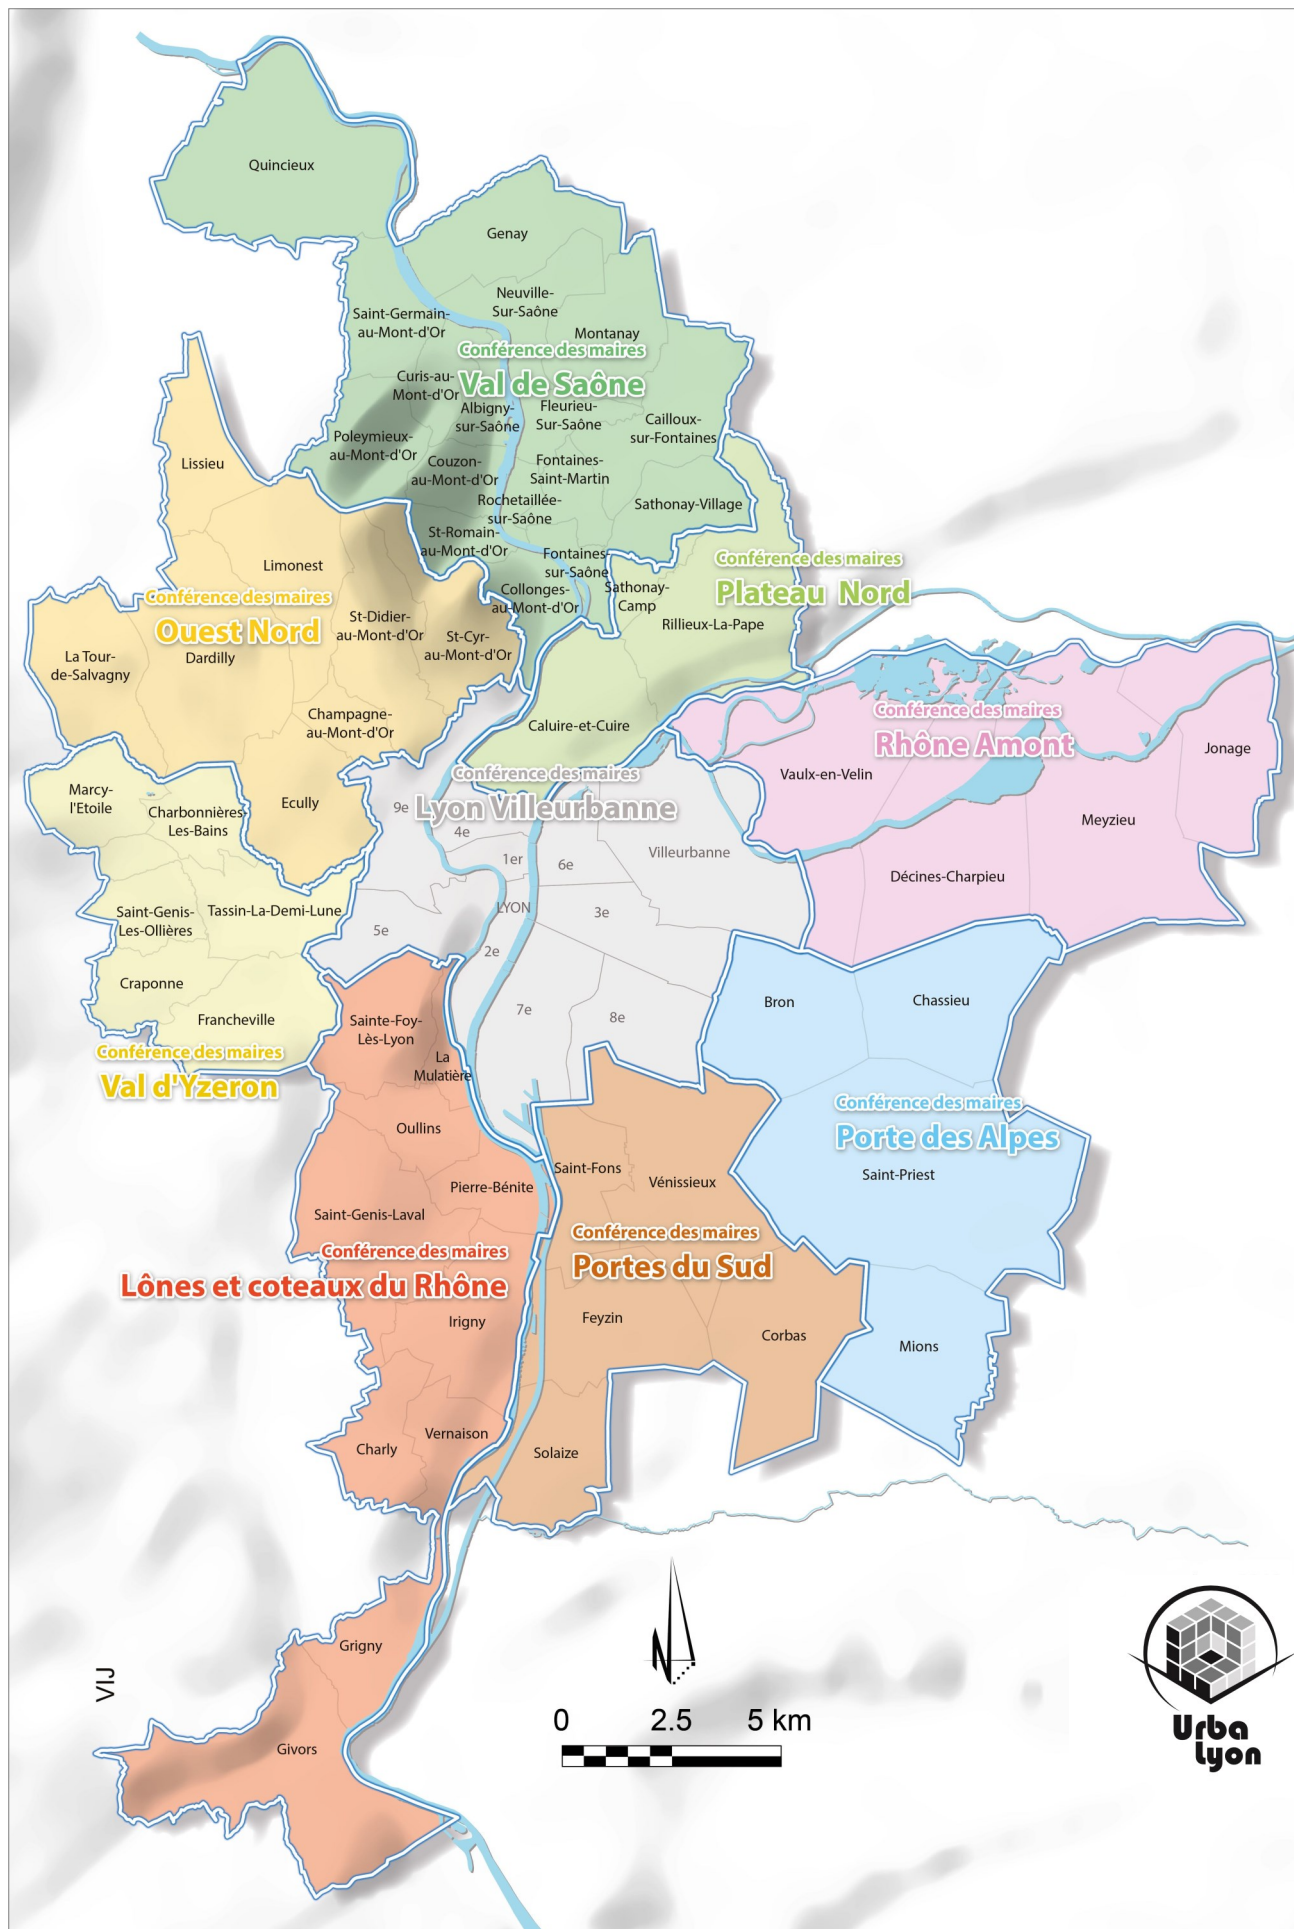 Quincieux
Genay
Neuville-
Sur-Saône
Saint-Germain-
au-Mont-d'Or
Montanay
Conférence des maires
Val de Saône
Curis-au-
Mont-d'Or
Albigny-
sur-Saône
Fleurieu-
Sur-Saône
Cailloux-
sur-Fontaines
Poleymieux-
au-Mont-d'Or
Couzon-
au-Mont-d'Or
Fontaines-
Saint-Martin
Rochetaillée-
sur-Saône
Sathonay-Village
St-Romain-
au-Mont-d'Or
Fontaines
sur-Saône
Collonges-
au-Mont-d'Or
Lissieu
Limonest
Conférence des maires
Ouest Nord
St-Didier-
au-Mont-d'Or
St-Cyr-
au-Mont-d'Or
La Tour-
de-Salvagny
Dardilly
Champagne-
au-Mont-d'Or
Ecully
Conférence des maires
Plateau Nord
Sathonay-
Camp
Rillieux-La-Pape
Caluire-et-Cuire
Conférence des maires
Rhône Amont
Vaulx-en-Velin
Jonage
Meyzieu
Décines-Charpieu
Conférence des maires
Lyon Villeurbanne
9e
4e
1er
6e
Villeurbanne
LYON
3e
5e
2e
7e
8e
Marcy-
l'Etoile
Charbonnières-
Les-Bains
Saint-Genis-
Les-Ollières
Tassin-La-Demi-Lune
Craponne
Francheville
Conférence des maires
Val d'Yzeron
Sainte-Foy-
Lès-Lyon
La
Mulatière
Oullins
Pierre-Bénite
Saint-Genis-Laval
Conférence des maires
Lônes et coteaux du Rhône
Irigny
Vernaison
Charly
Grigny
Givors
Bron
Chassieu
Conférence des maires
Porte des Alpes
Saint-Priest
Mions
Saint-Fons
Vénissieux
Conférence des maires
Portes du Sud
Feyzin
Corbas
Solaize
N
0 2.5 5 km
VIJ
Urba
Lyon